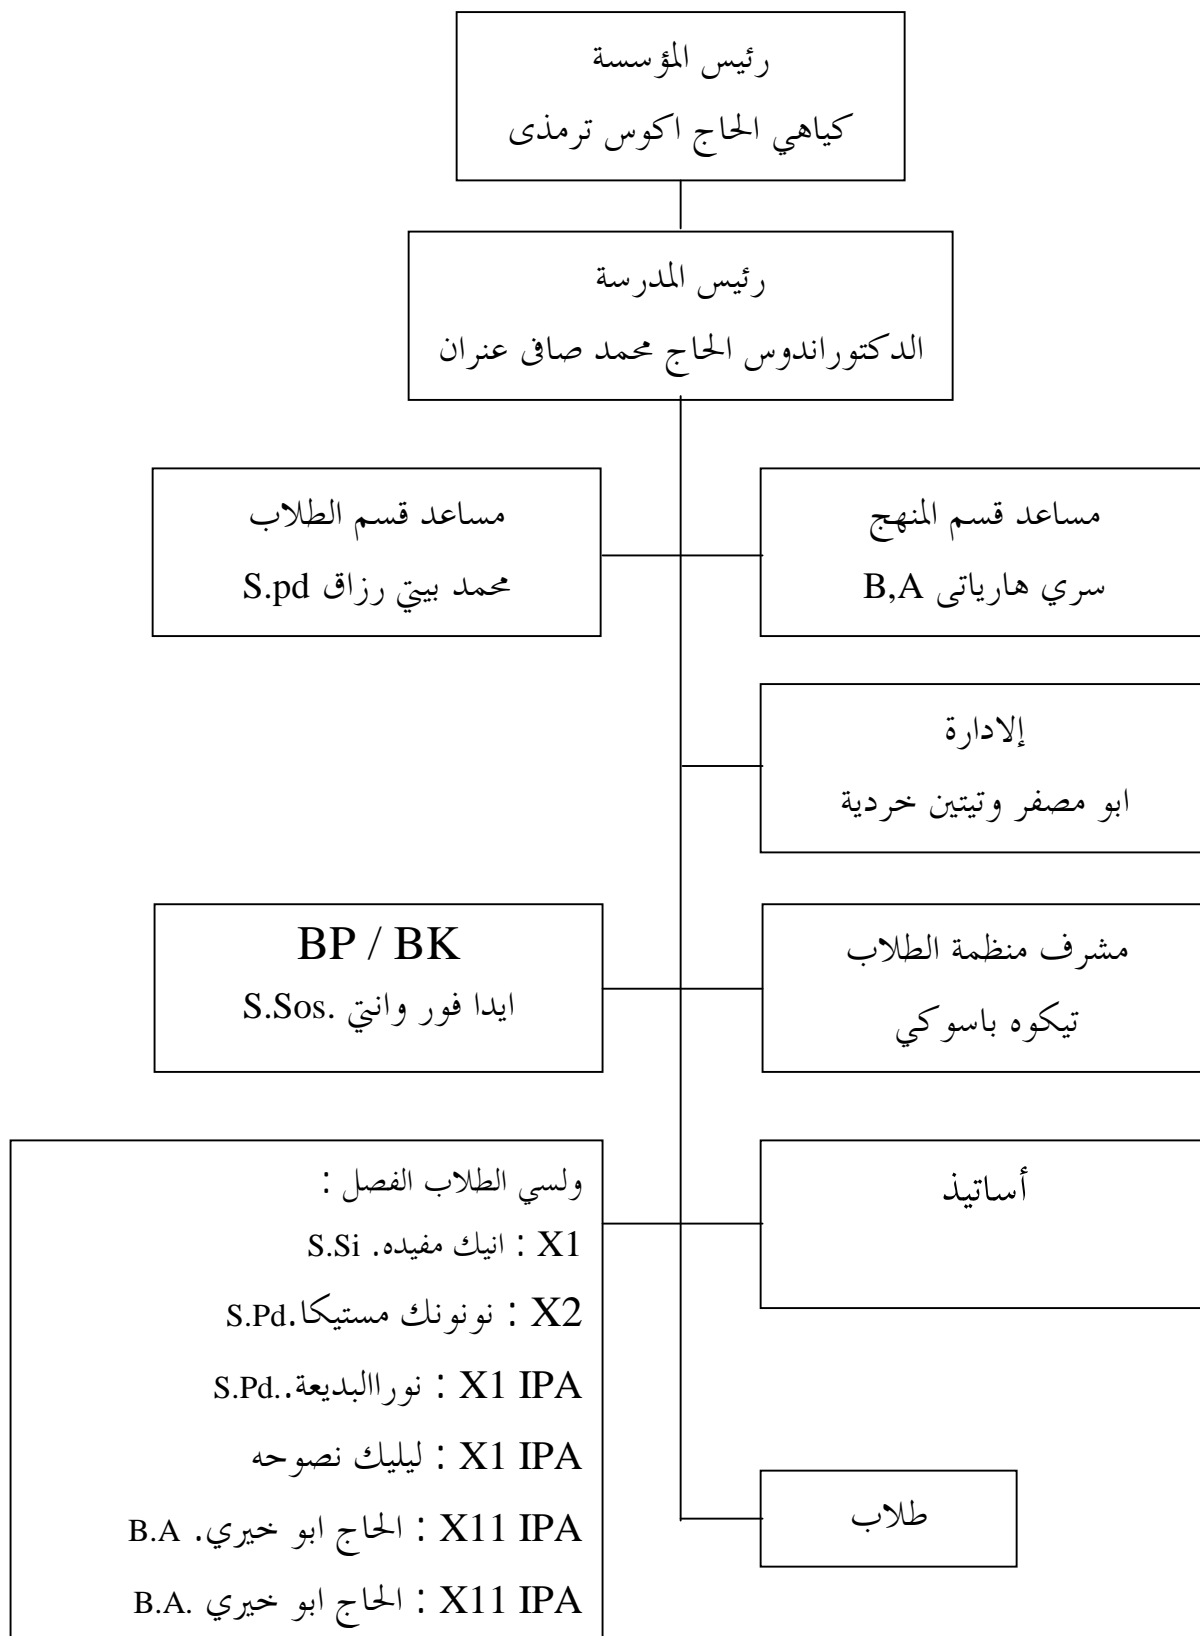 رئيس المؤسسة
كياهي الحاج اكوس ترمذى
رئيس المدرسة
الدكتوراندوس الحاج محمد صافى عنران
مساعد قسم المنهج
سري هارياتى B,A
مساعد قسم الطلاب
محمد بيتي رزاق S.pd
إلادارة
ابو مصفر وتيتين خردية
مشرف منظمة الطلاب
تيكوه باسوكي
BP / BK
ايدا فور وانتي .S.Sos
أساتيذ
ولسي الطلاب الفصل :
X1 : انيك مفيده. S.Si
X2 : نونونك مستيكا.S.Pd
X1 IPA : نوراالبديعة..S.Pd
X1 IPA : ليليك نصوحه
X11 IPA : الحاج ابو خيري. B.A
X11 IPA : الحاج ابو خيري .B.A
طلاب